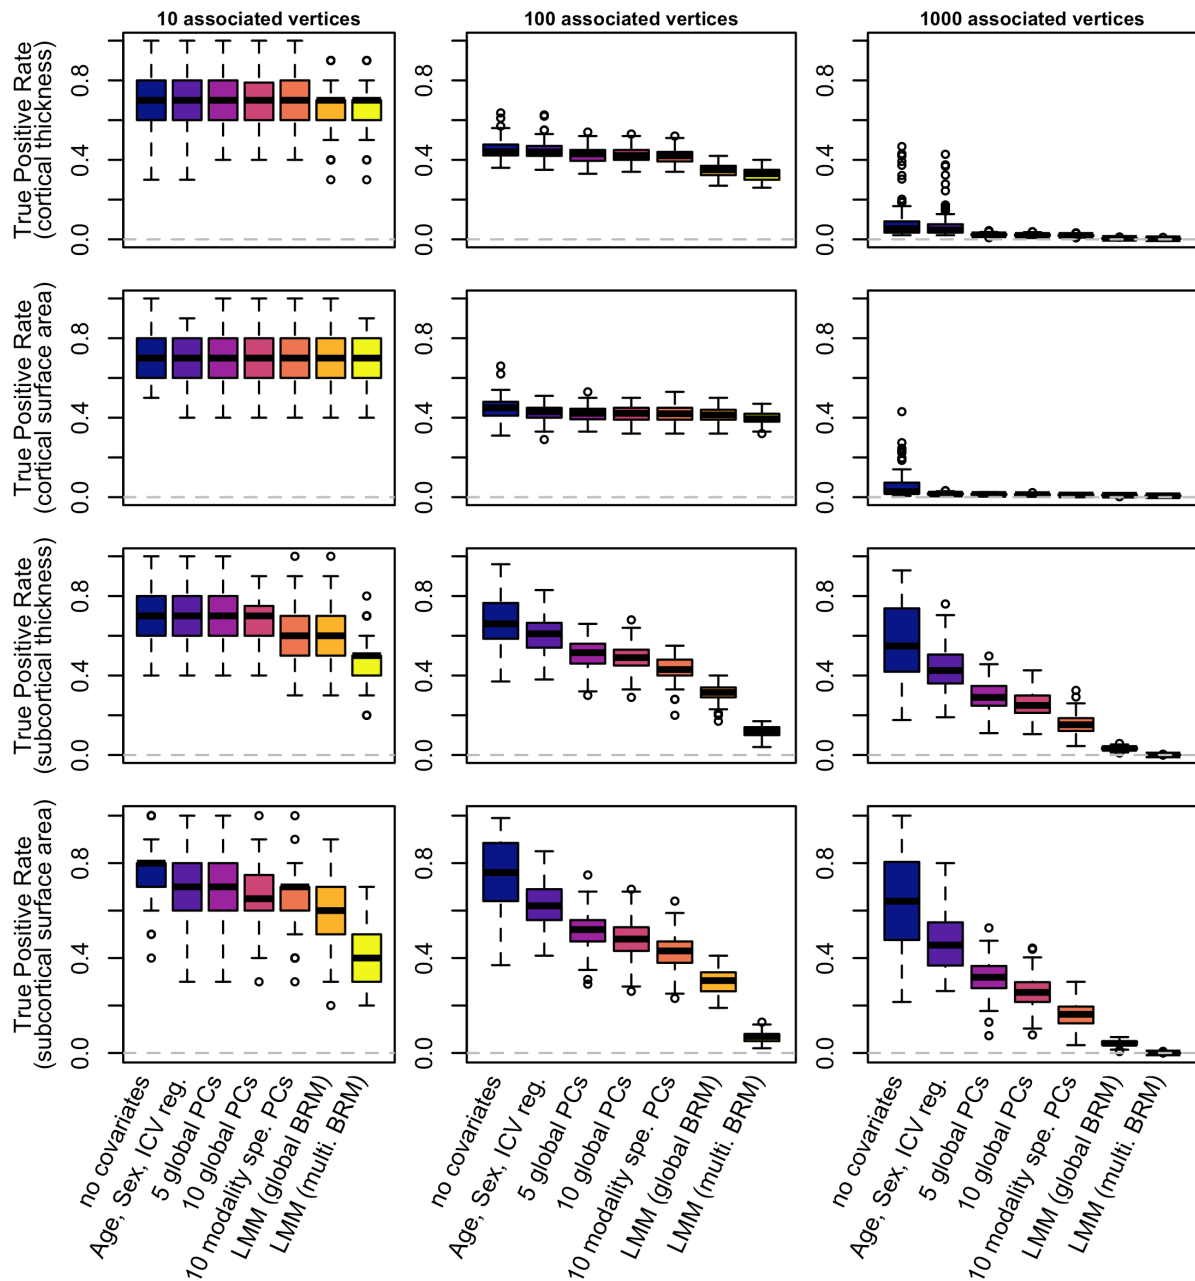 10 associated vertices
100 associated vertices
1000 associated vertices
True Positive Rate
(cortical thickness)
0.0 0.4 0.8
0.0 0.4 0.8
0.0 0.4 0.8
True Positive Rate
(cortical surface area)
0.0 0.4 0.8
0.0 0.4 0.8
0.0 0.4 0.8
True Positive Rate
(subcortical thickness)
0.0 0.4 0.8
0.0 0.4 0.8
0.0 0.4 0.8
True Positive Rate
(subcortical surface area)
0.0 0.4 0.8
0.0 0.4 0.8
0.0 0.4 0.8
no covariates
Age, Sex, ICV reg.
5 global PCs
10 global PCs
10 modality spe. PCs
LMM (global BRM)
LMM (multi. BRM)
no covariates
Age, Sex, ICV reg.
5 global PCs
10 global PCs
10 modality spe. PCs
LMM (global BRM)
LMM (multi. BRM)
no covariates
Age, Sex, ICV reg.
5 global PCs
10 global PCs
10 modality spe. PCs
LMM (global BRM)
LMM (multi. BRM)